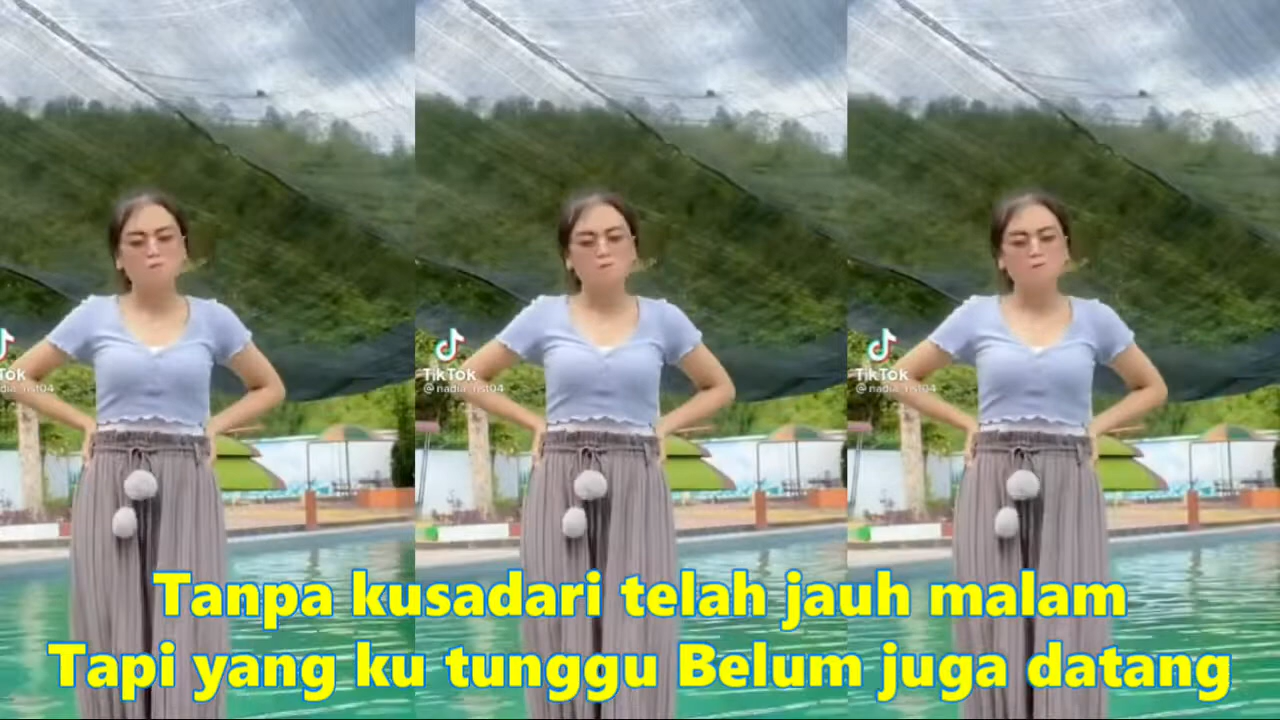 TikTok
TikTok
TikTok
Tanpa kusadari telah jauh malam
Tapi yang ku tunggu Belum juga datang